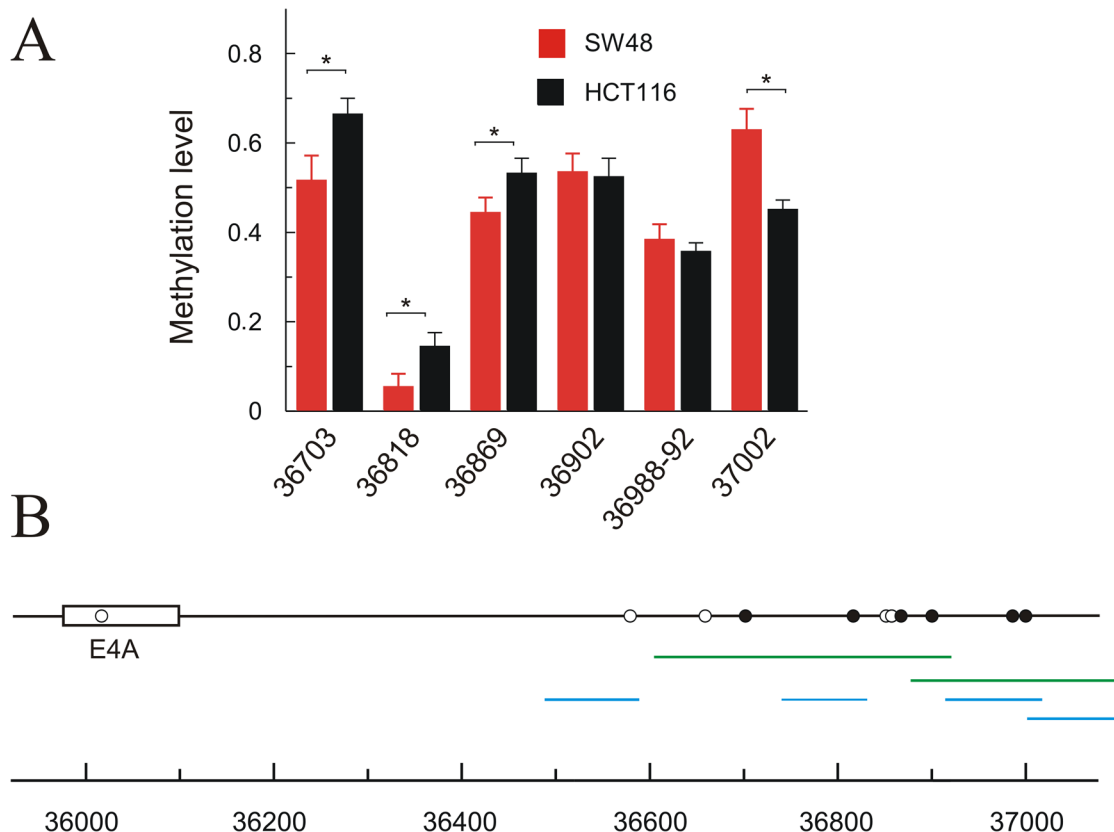 A
SW48
HCT116
Methylation level
0.8
0.6
0.4
0.2
0
* * * *
36703 36818 36869 36902 36988-92 37002
B
E4A
36000 36200 36400 36600 36800 37000